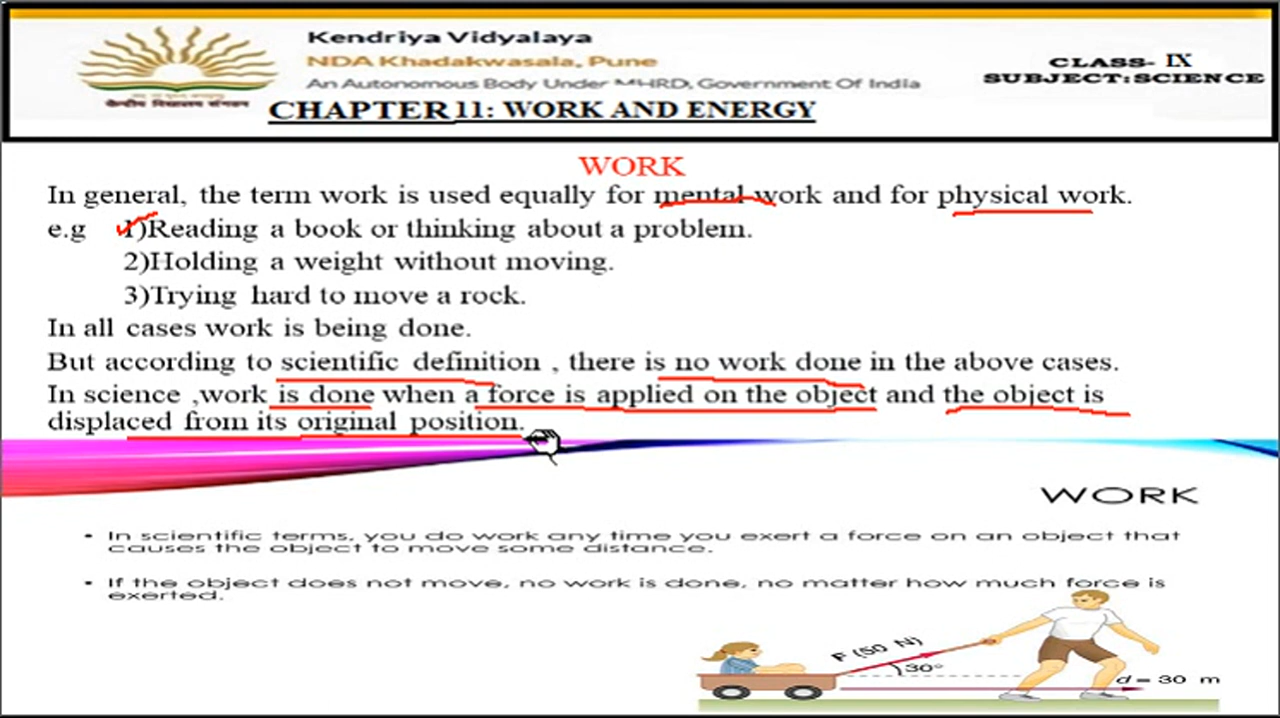 Kendriya Vidyalaya
NDA Khadakwasala, Pune
An Autonomous Body Under MHRD, Government Of India
केन्द्रीय विद्यालय संगठन
CLASS- IX
SUBJECT:SCIENCE
CHAPTER 11: WORK AND ENERGY
WORK
In general, the term work is used equally for mental work and for physical work.
e.g 1)Reading a book or thinking about a problem.
2)Holding a weight without moving.
3)Trying hard to move a rock.
In all cases work is being done.
But according to scientific definition , there is no work done in the above cases.
In science ,work is done when a force is applied on the object and the object is
displaced from its original position.
WORK
• In scientific terms, you do work any time you exert a force on an object that
causes the object to move some distance.
• If the object does not move, no work is done, no matter how much force is
exerted.
F (50 N)
30°
d = 30 m